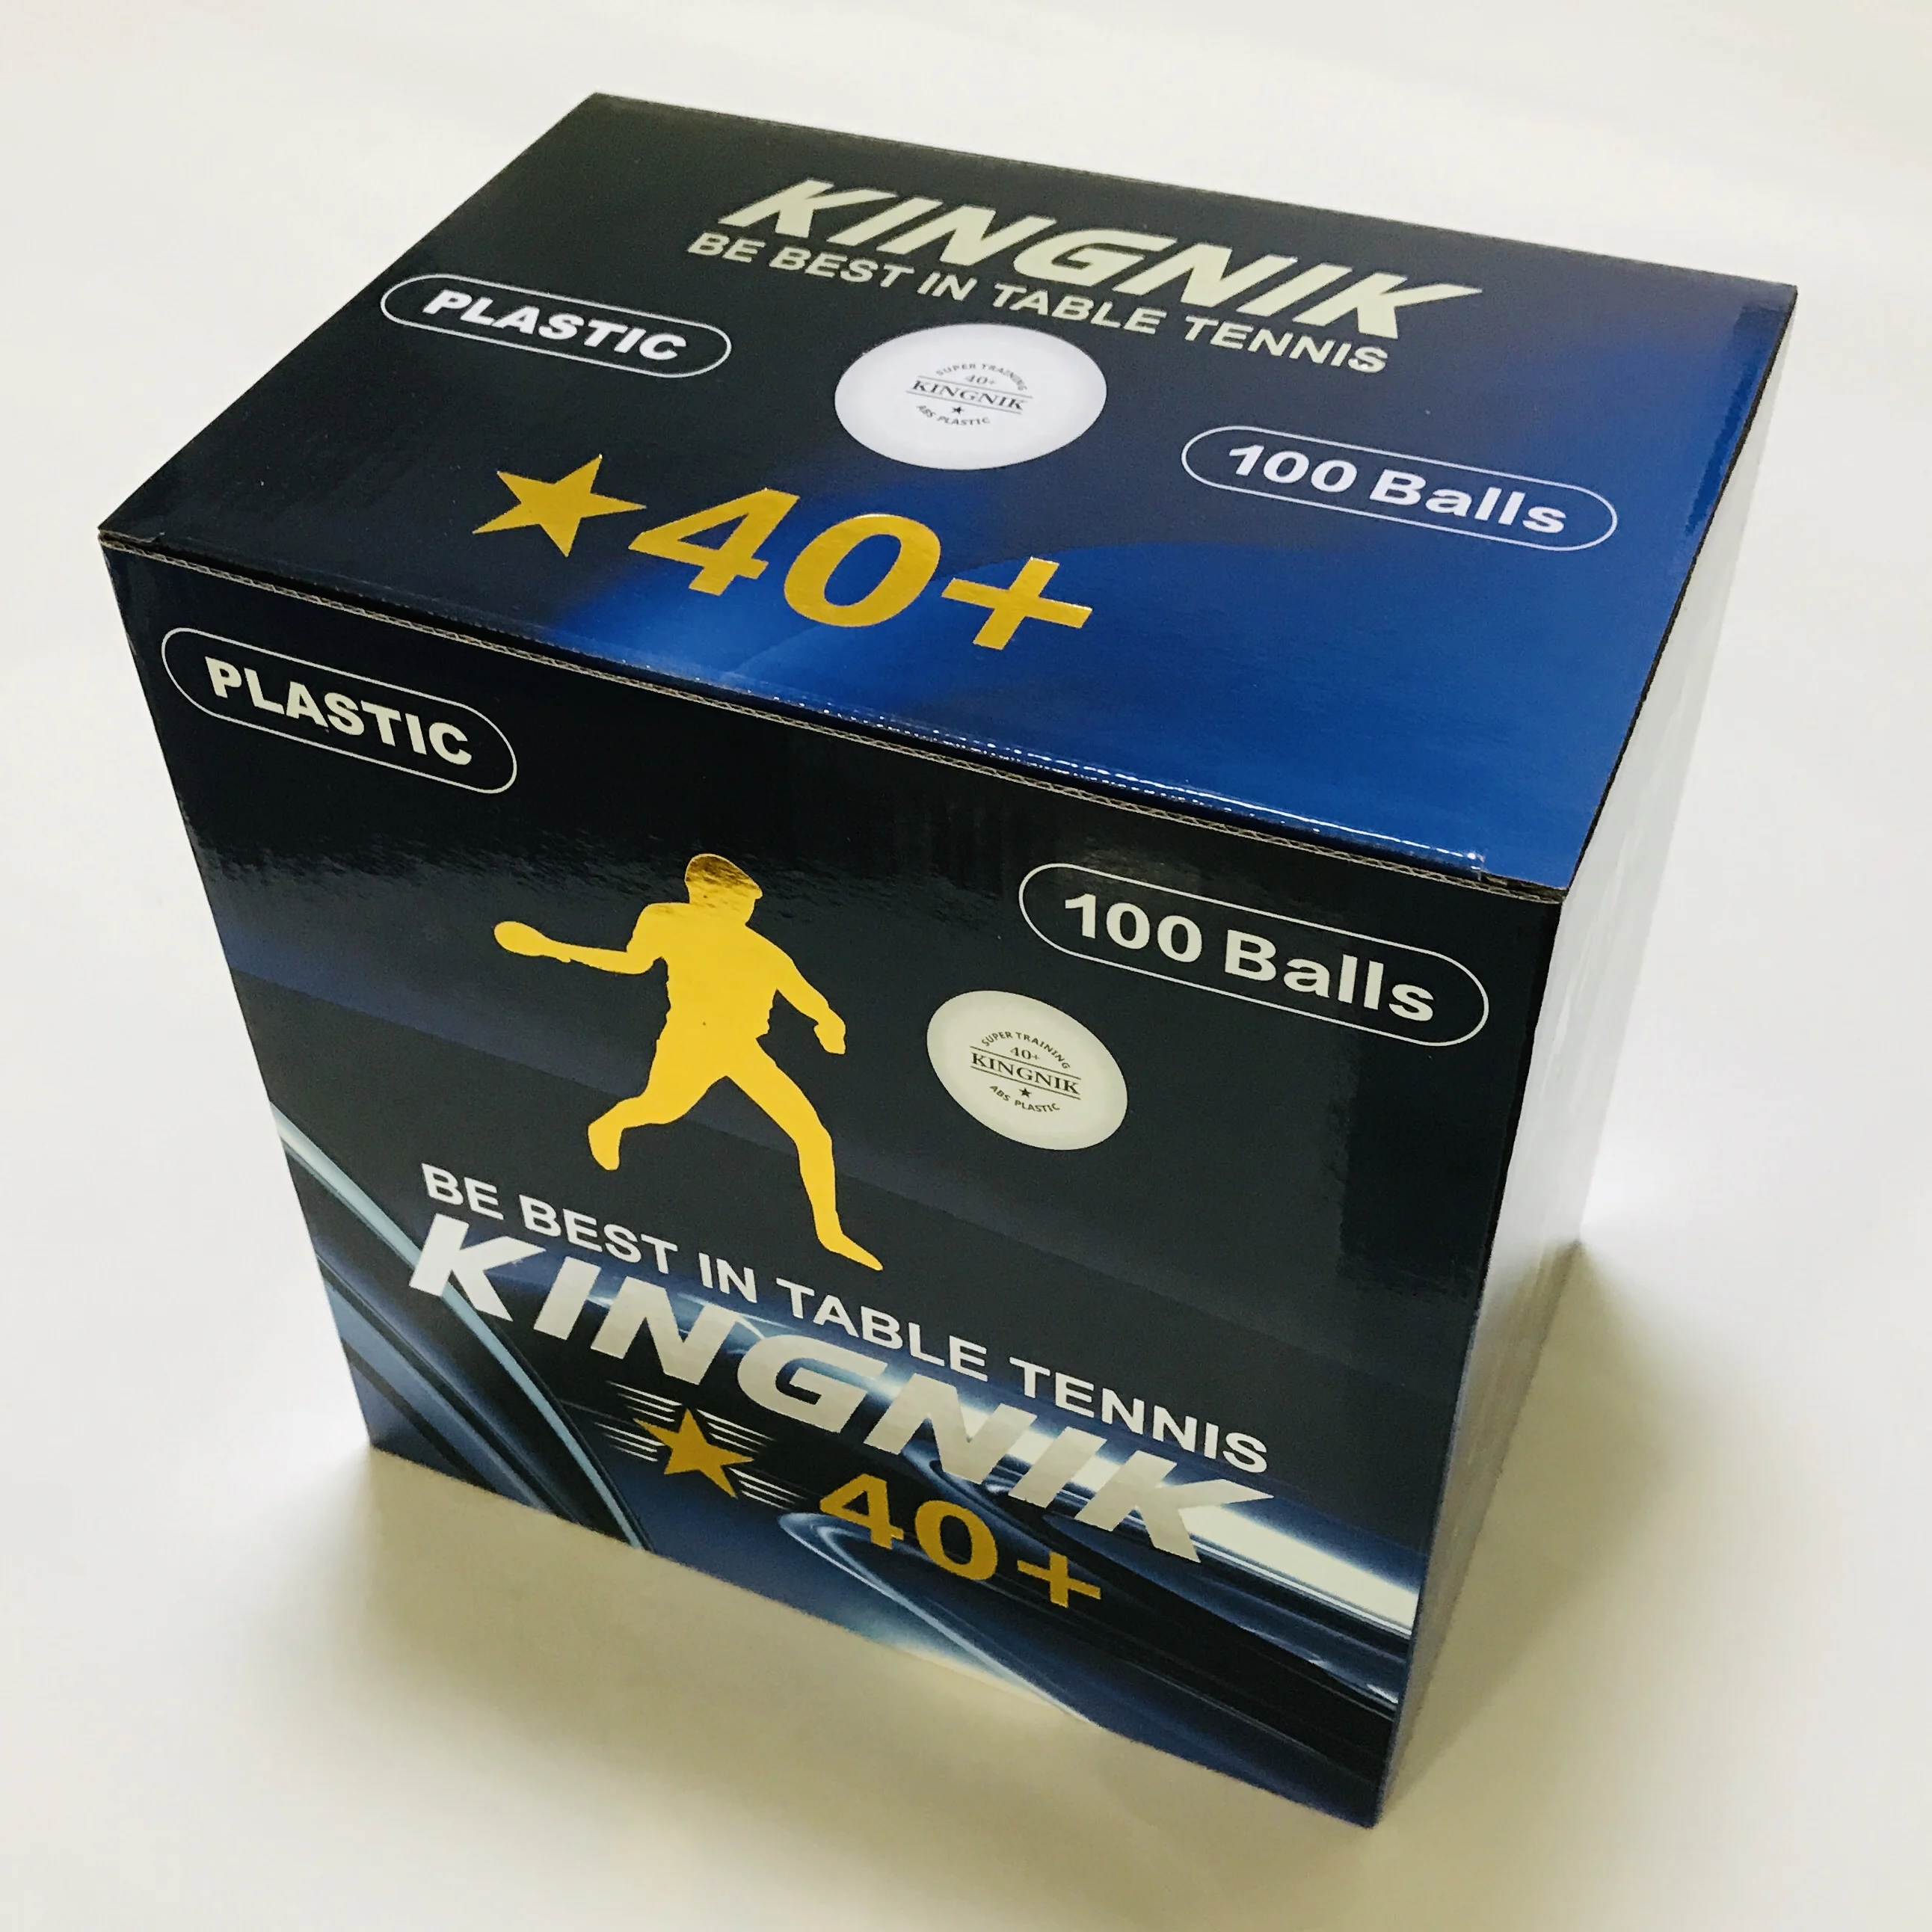 KINGNIK
BE BEST IN TABLE TENNIS
PLASTIC
SUPER TRAINING
40+
KINGNIK
ABS PLASTIC
100 Balls
40+
PLASTIC
100 Balls
SUPER TRAINING
40+
KINGNIK
ABS PLASTIC
BE BEST IN TABLE TENNIS
KINGNIK
40+